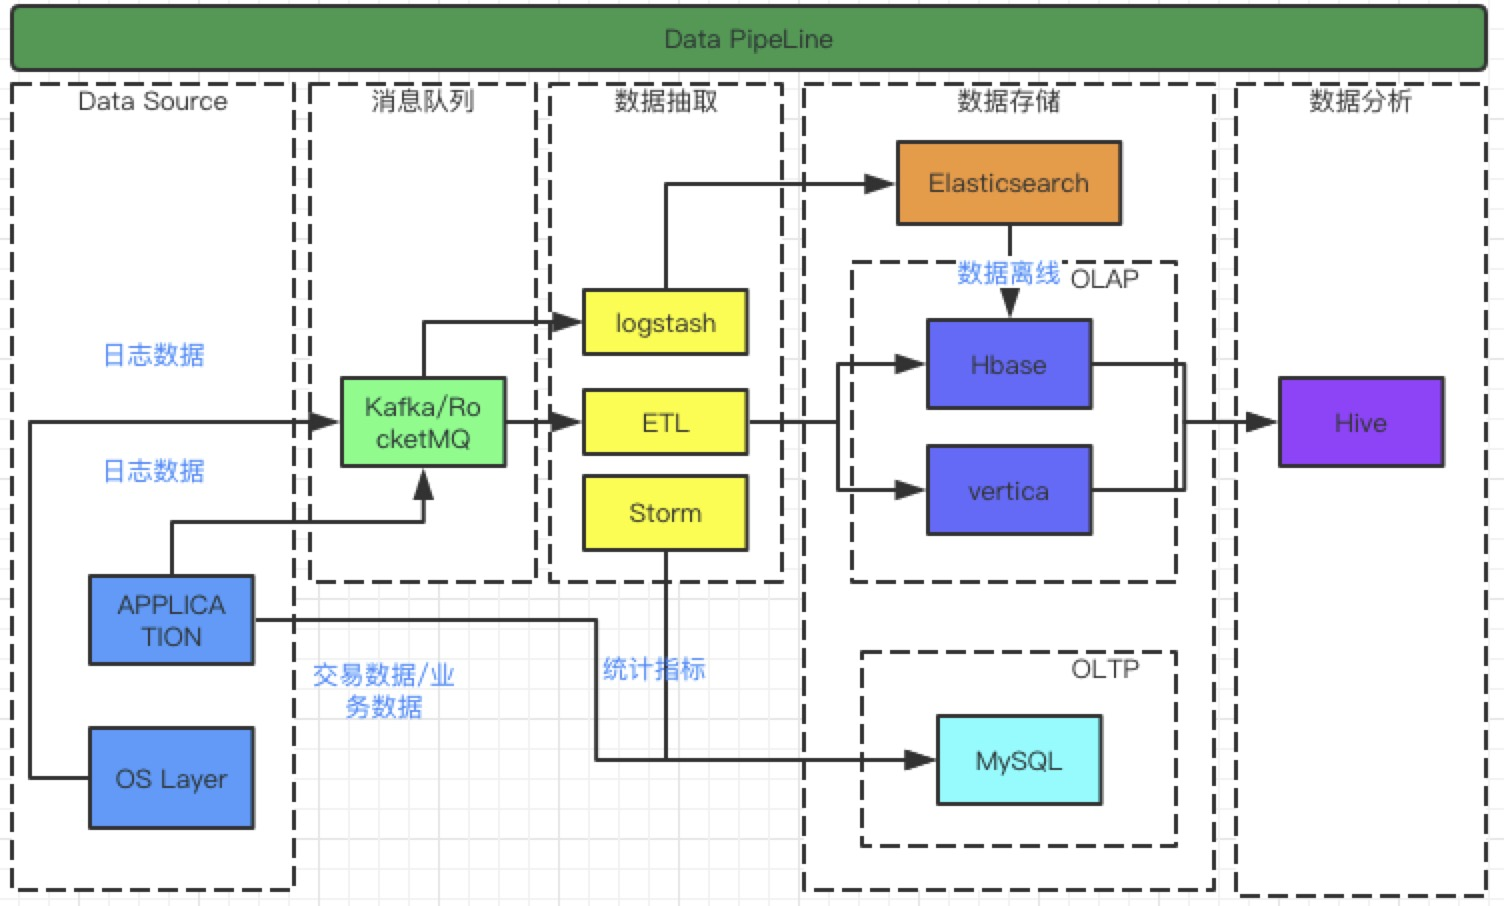 Data PipeLine
Data Source
消息队列
数据抽取
数据存储
数据分析
Elasticsearch
数据离线
OLAP
logstash
日志数据
Hbase
Kafka/Ro
cketMQ
ETL
Hive
日志数据
vertica
Storm
APPLICA
TION
交易数据/业
务数据
统计指标
OLTP
OS Layer
MySQL